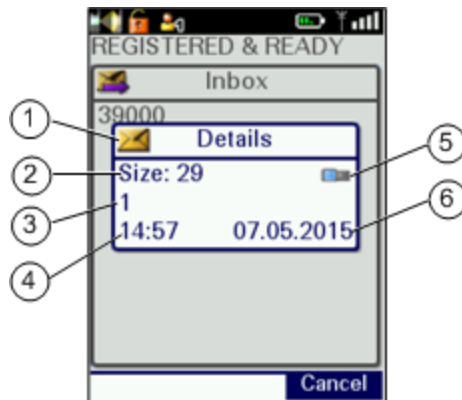 REGISTERED & READY
Inbox
39000
Details
Size: 29
1
14:57 07.05.2015
Cancel
1
2
3
4
5
6